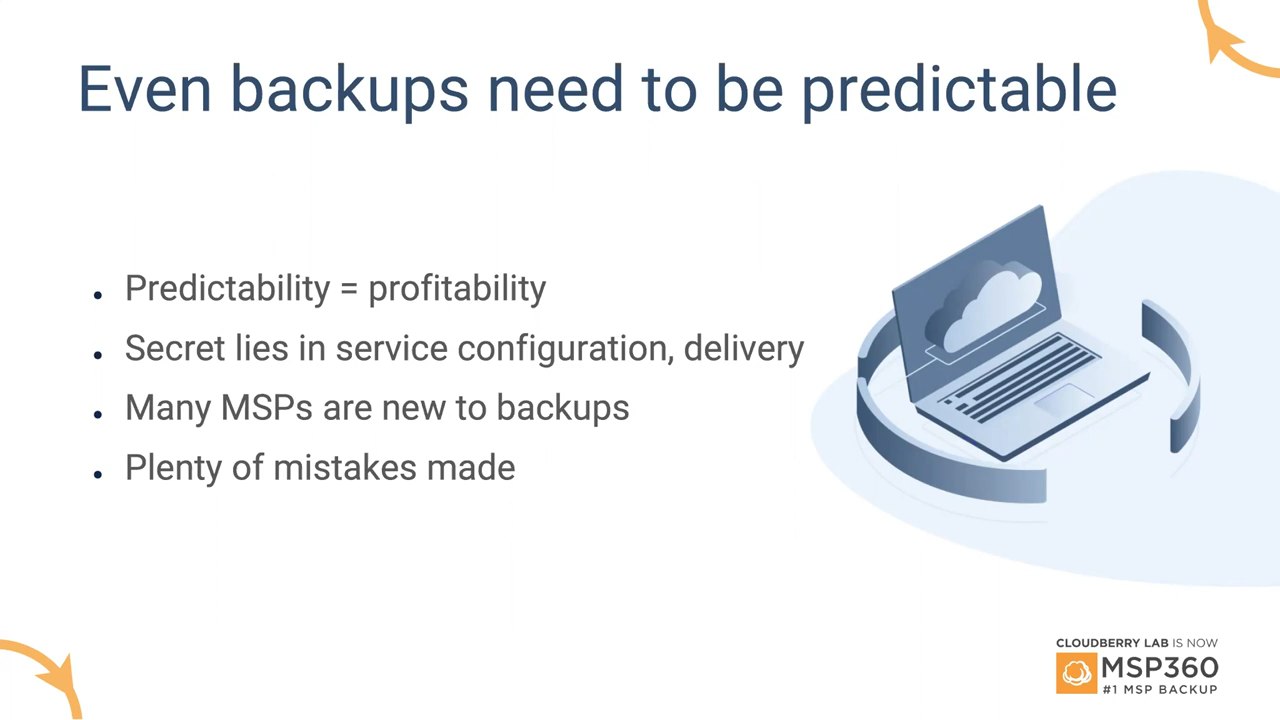 Even backups need to be predictable
Predictability = profitability
Secret lies in service configuration, delivery
Many MSPs are new to backups
Plenty of mistakes made
CLOUDBERRY LAB IS NOW
MSP360
#1 MSP BACKUP